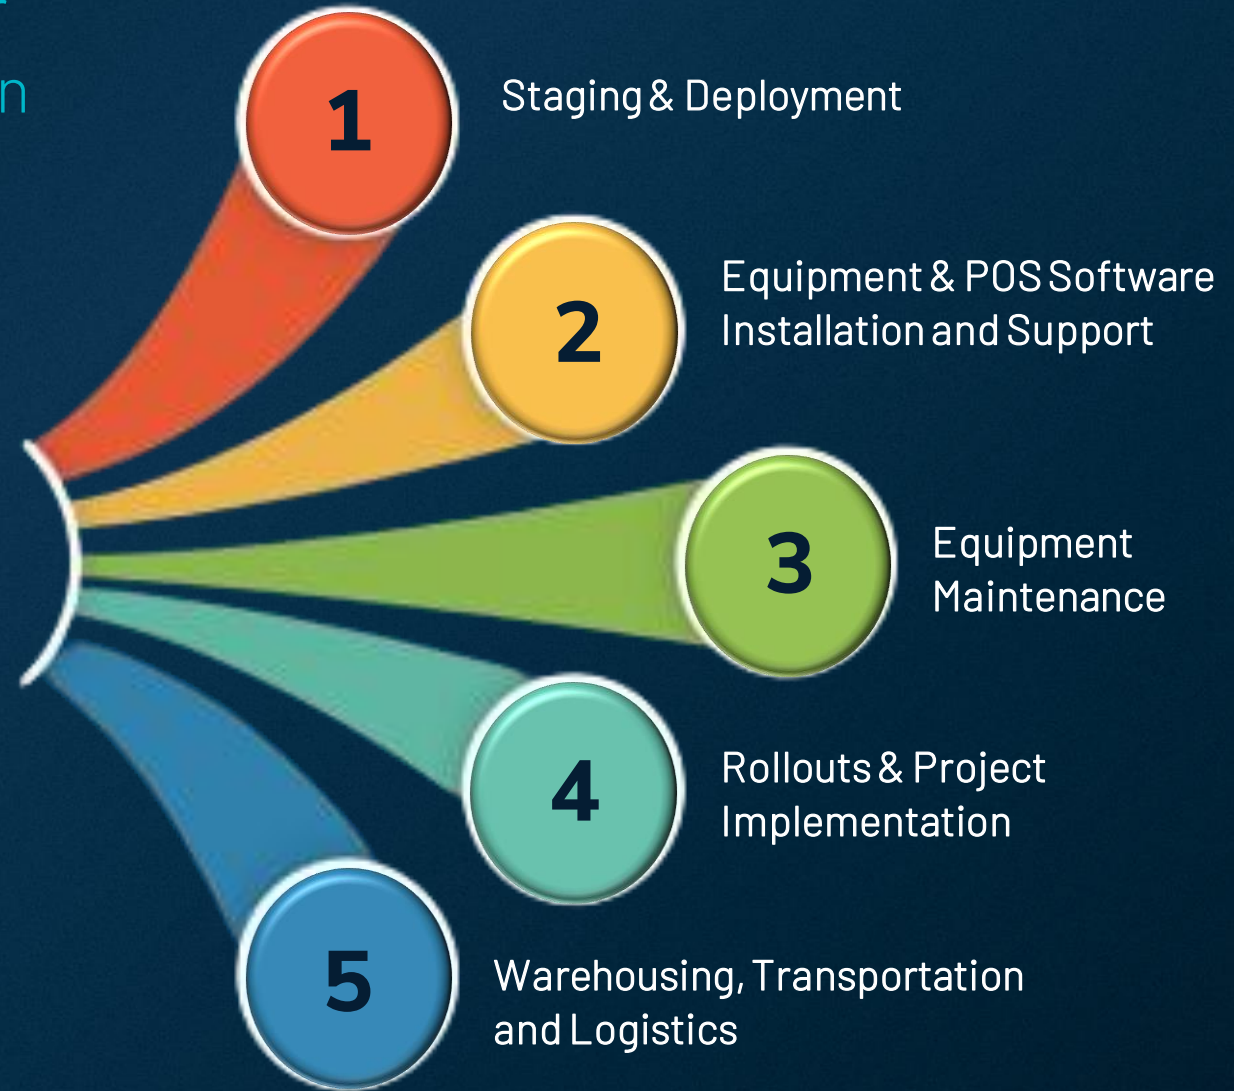 n
1
Staging & Deployment
2
Equipment & POS Software
Installation and Support
3
Equipment
Maintenance
4
Rollouts & Project
Implementation
5
Warehousing, Transportation
and Logistics